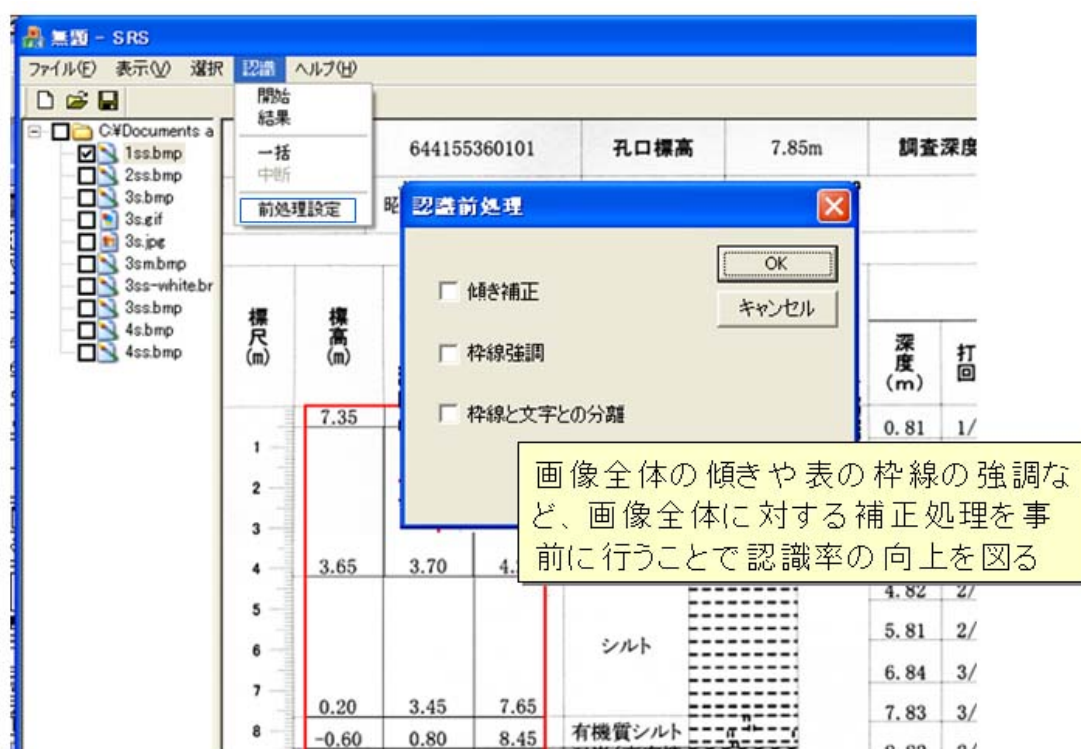 無題 - SRS
ファイル(F) 表示(V) 選択 認識 ヘルプ(H)
開始
結果
一括
中断
前処理設定
C:¥Documents a
1ss.bmp
2ss.bmp
3s.bmp
3s.gif
3s.jpg
3sm.bmp
3ss-white.br
3ss.bmp
4s.bmp
4ss.bmp
644155360101 孔口標高 7.85m 調査深度
昭
認識前処理
OK
キャンセル
傾き補正
枠線強調
枠線と文字との分離
画像全体の傾きや表の枠線の強調な
ど、画像全体に対する補正処理を事
前に行うことで認識率の向上を図る
標尺(m) 標高(m) 深度(m) 打回
7.35 0.81 1/
1
2
3
4 3.65 3.70 4. 4.82 2/
5
5.81 2/
6 シルト
6.84 3/
7
0.20 3.45 7.65 7.83 3/
8 -0.60 0.80 8.45 有機質シルト